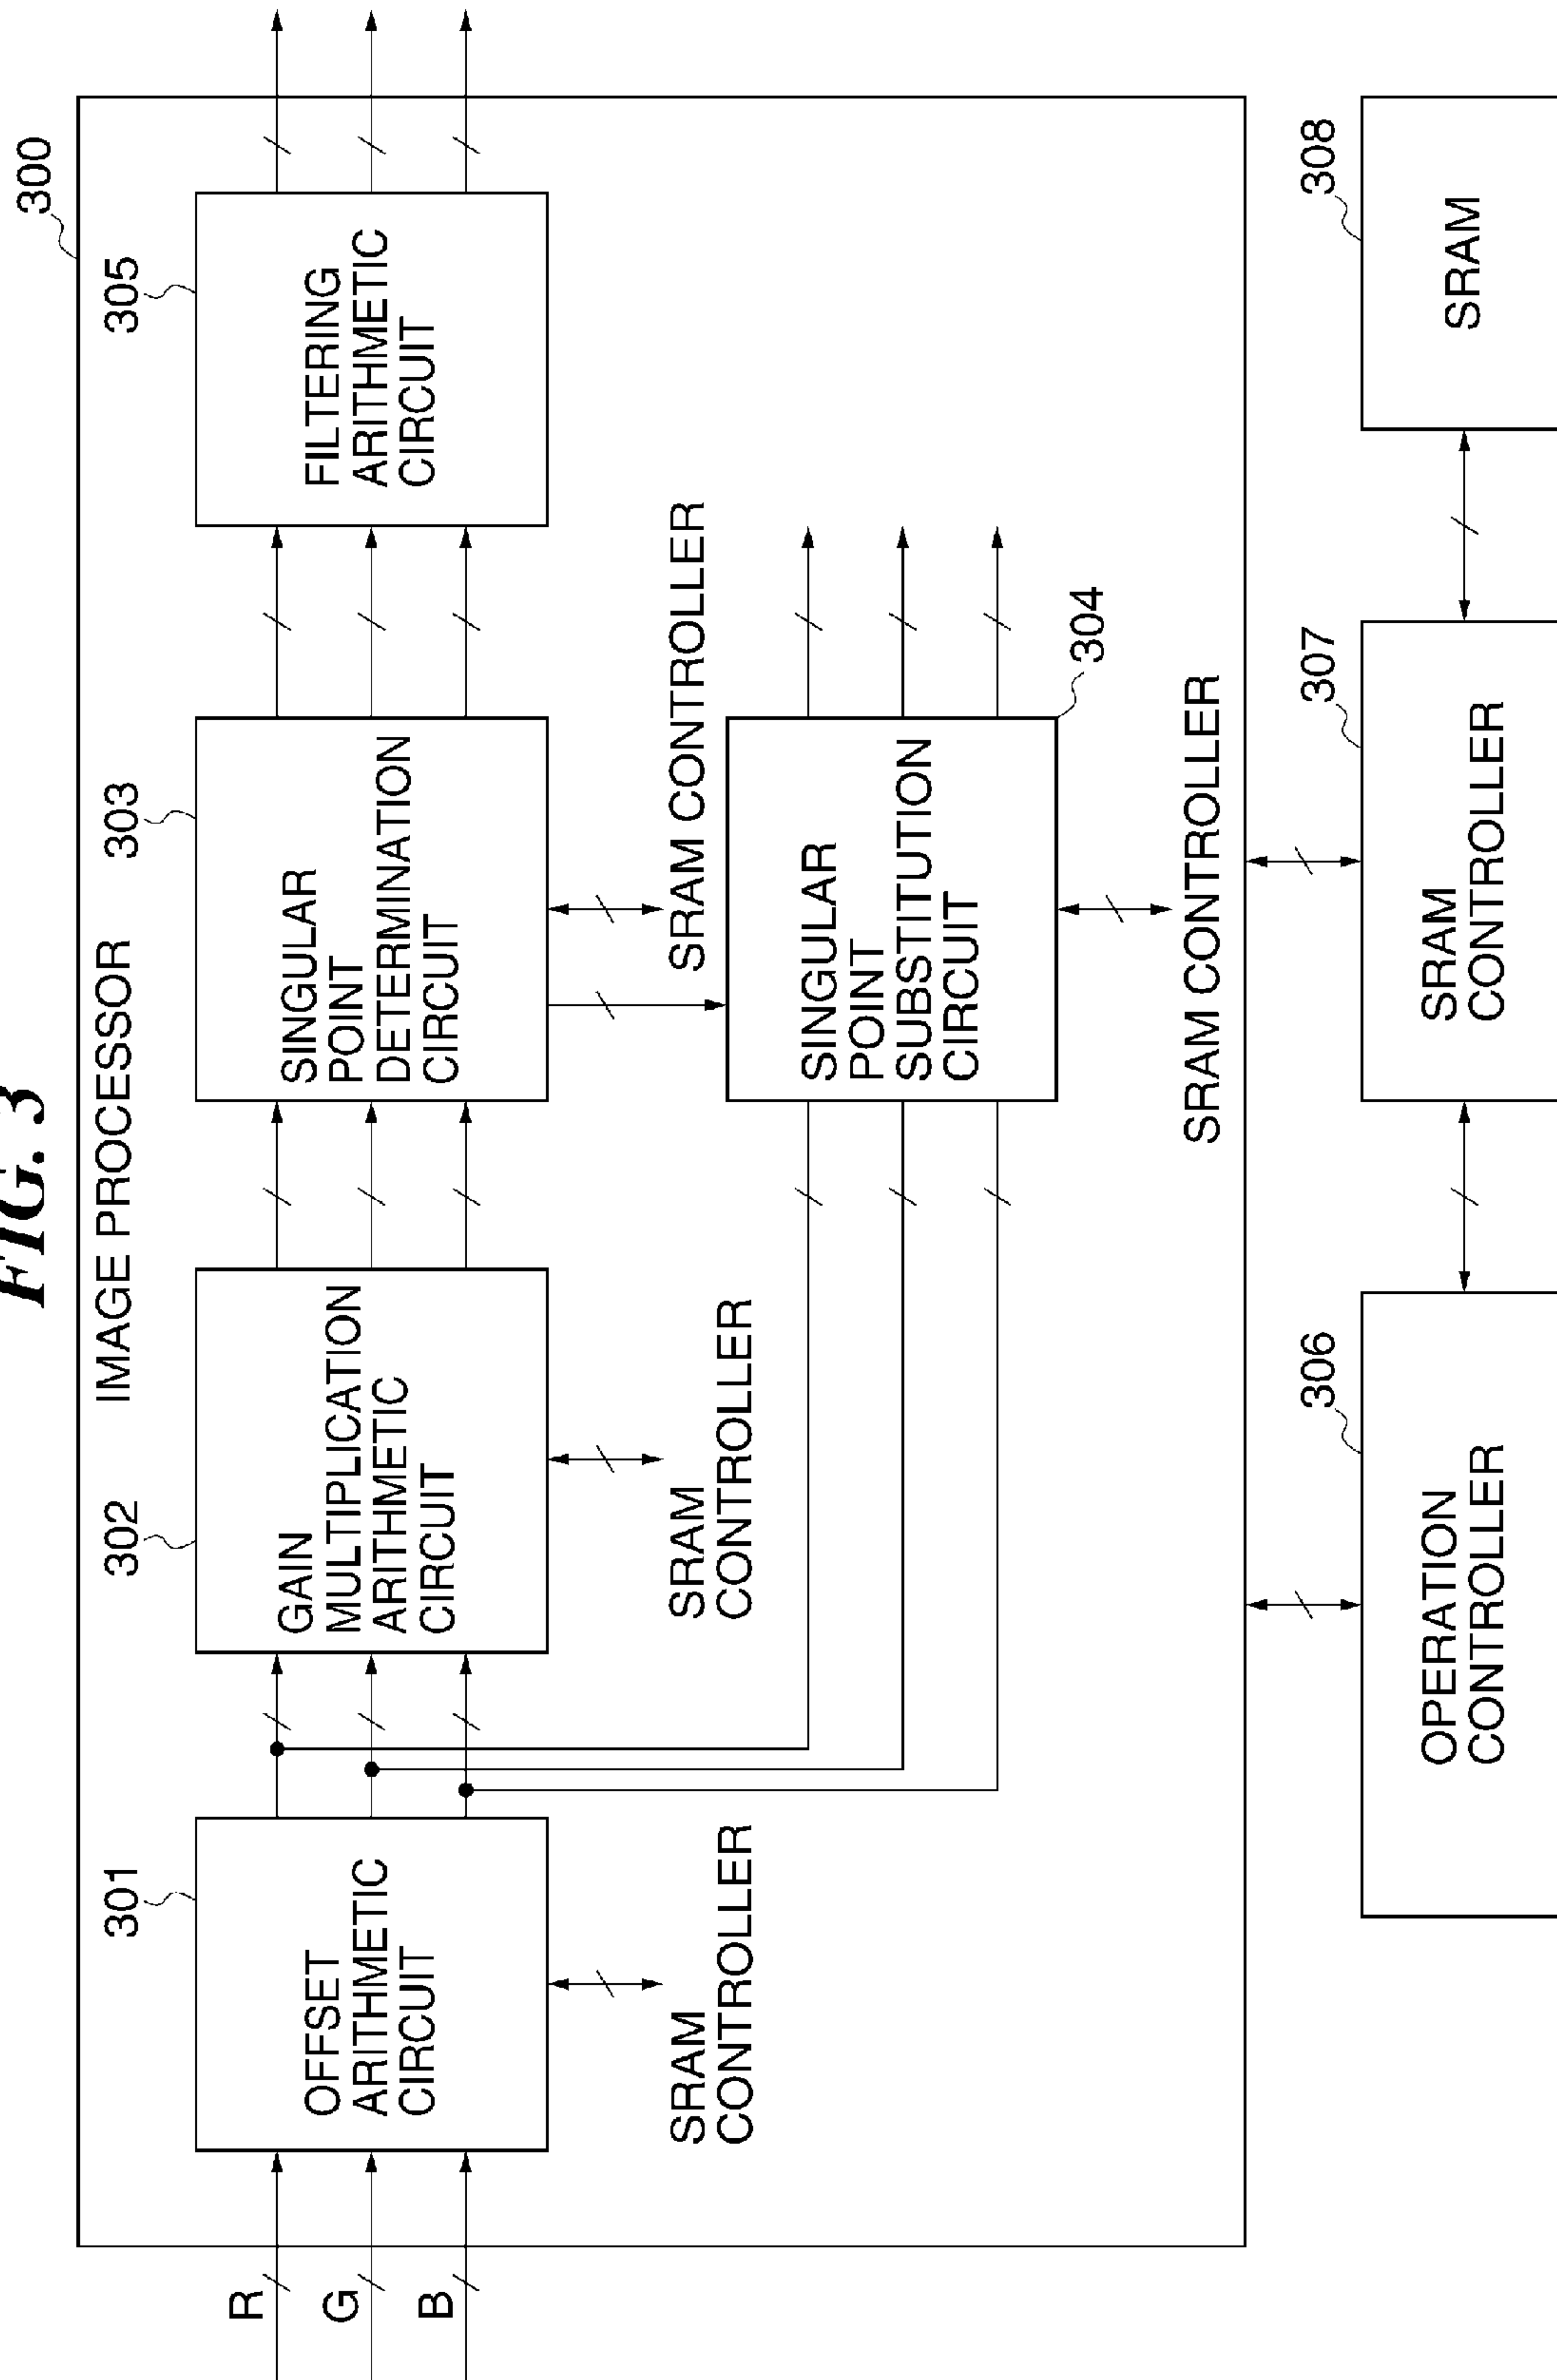 FIG. 3
300
IMAGE PROCESSOR
301
302
303
305
R
G
B
OFFSET
ARITHMETIC
CIRCUIT
GAIN
MULTIPLICATION
ARITHMETIC
CIRCUIT
SINGULAR
POINT
DETERMINATION
CIRCUIT
FILTERING
ARITHMETIC
CIRCUIT
SRAM
CONTROLLER
SRAM
CONTROLLER
SRAM CONTROLLER
SINGULAR
POINT
SUBSTITUTION
CIRCUIT
304
SRAM CONTROLLER
306
307
308
OPERATION
CONTROLLER
SRAM
CONTROLLER
SRAM